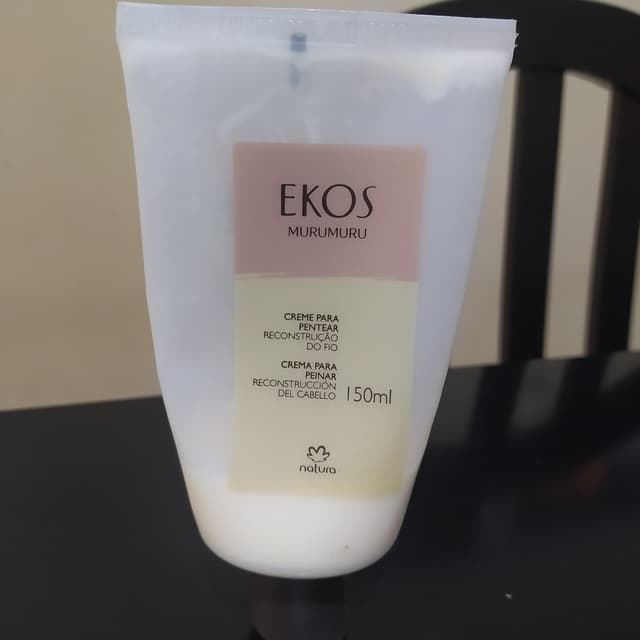 EKOS
MURUMURU
CREME PARA
PENTEAR
RECONSTRUÇÃO
DO FIO
CREMA PARA
PEINAR
RECONSTRUCCIÓN
DEL CABELLO
150ml
natura